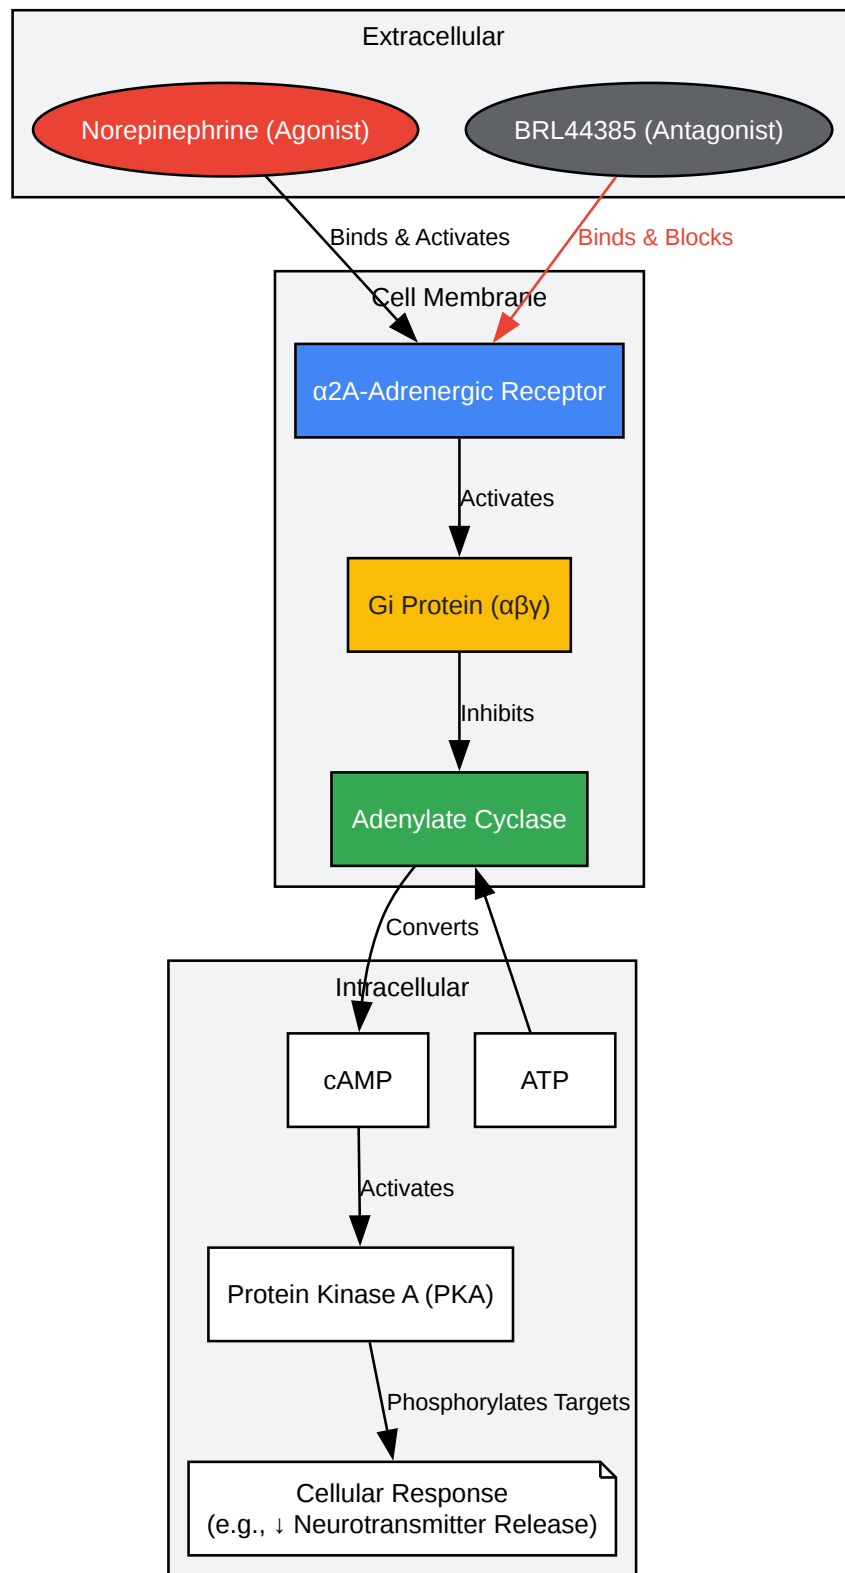 Extracellular
Norepinephrine (Agonist)
BRL44385 (Antagonist)
Binds & Activates
Binds & Blocks
Cell Membrane
α2A-Adrenergic Receptor
Activates
Gi Protein (αβγ)
Inhibits
Adenylate Cyclase
Converts
Intracellular
cAMP
ATP
Activates
Protein Kinase A (PKA)
Phosphorylates Targets
Cellular Response
(e.g., ↓ Neurotransmitter Release)